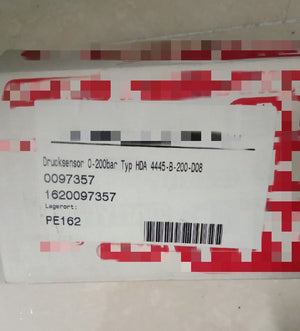 Drucksensor 0-200bar Typ HDA 4445-B-200-D08
0097357
1620097357
Lagerort:
PE162